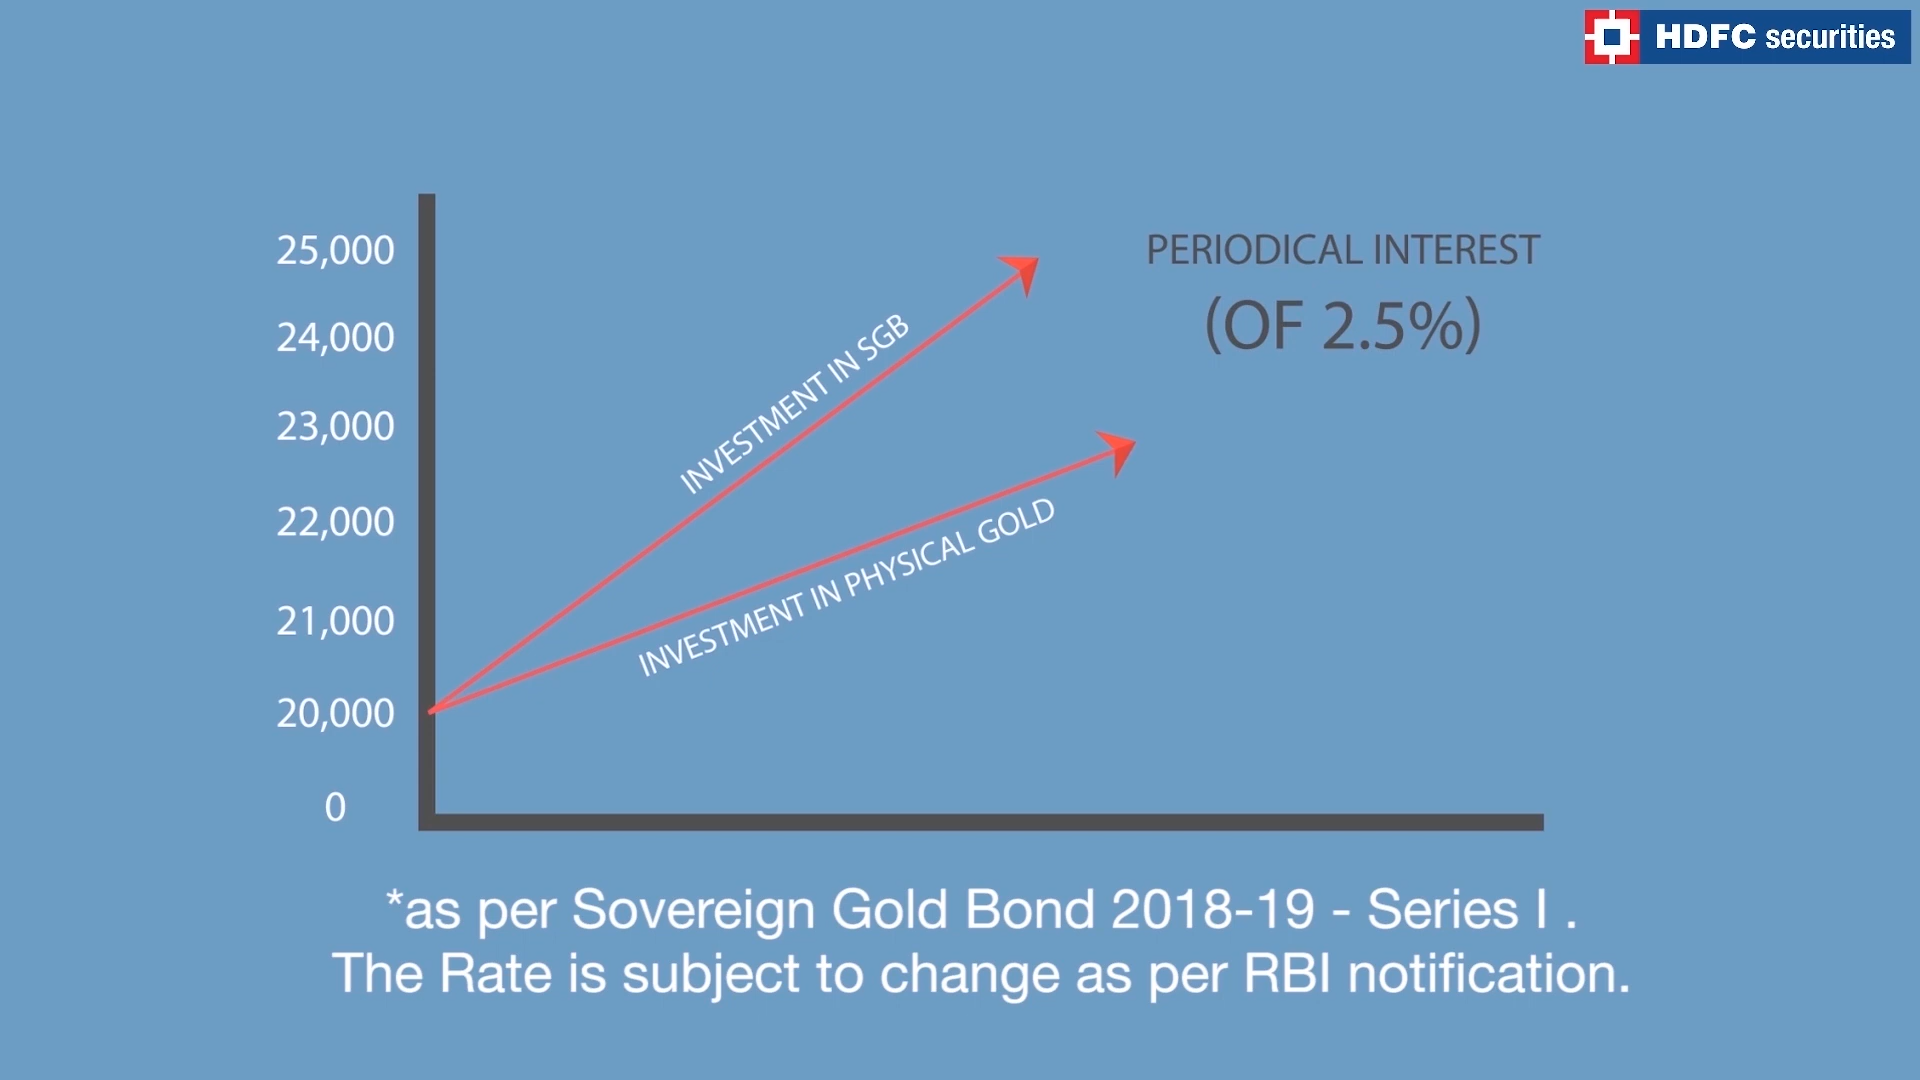 HDFC securities
25,000
24,000
23,000
22,000
21,000
20,000
0
INVESTMENT IN SGB
INVESTMENT IN PHYSICAL GOLD
PERIODICAL INTEREST
(OF 2.5%)
*as per Sovereign Gold Bond 2018-19 - Series I .
The Rate is subject to change as per RBI notification.